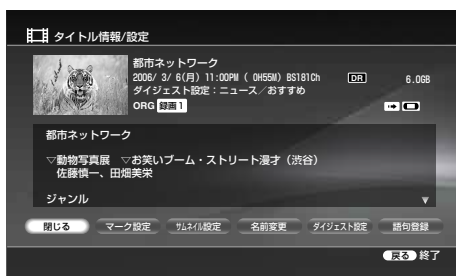 タイトル情報/設定
都市ネットワーク
2006/ 3/ 6(月) 11:00PM ( 0H55M) BS181Ch DR 6.0GB
ダイジェスト設定：ニュース／おすすめ
ORG 録画1
都市ネットワーク
▽動物写真展 ▽お笑いブーム・ストリート漫才（渋谷）
佐藤慎一、田畑美栄
ジャンル
閉じる マーク設定 サムネイル設定 名前変更 ダイジェスト設定 語句登録
戻る 終了